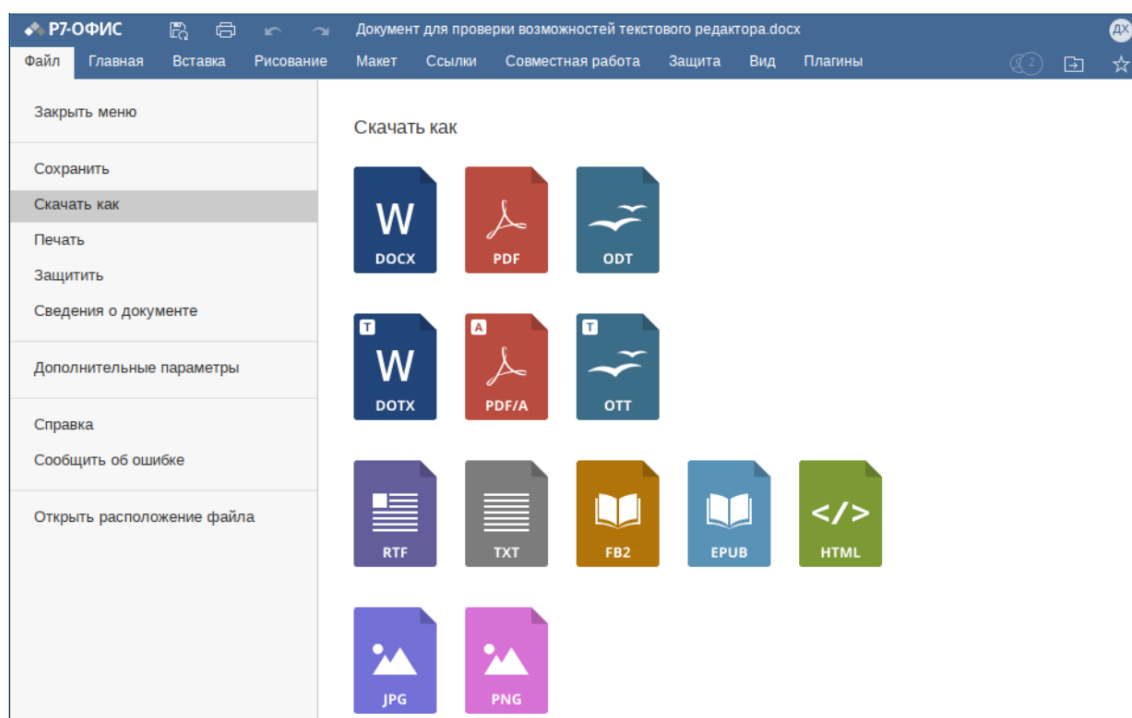 Р7-ОФИС
Документ для проверки возможностей текстового редактора.docx
ДХ
Файл Главная Вставка Рисование Макет Ссылки Совместная работа Защита Вид Плагины
2
Закрыть меню
Сохранить
Скачать как
Печать
Защитить
Сведения о документе
Дополнительные параметры
Справка
Сообщить об ошибке
Открыть расположение файла
Скачать как
W
DOCX PDF ODT
T A T
W
DOTX PDF/A OTT
</>
RTF TXT FB2 EPUB HTML
JPG PNG